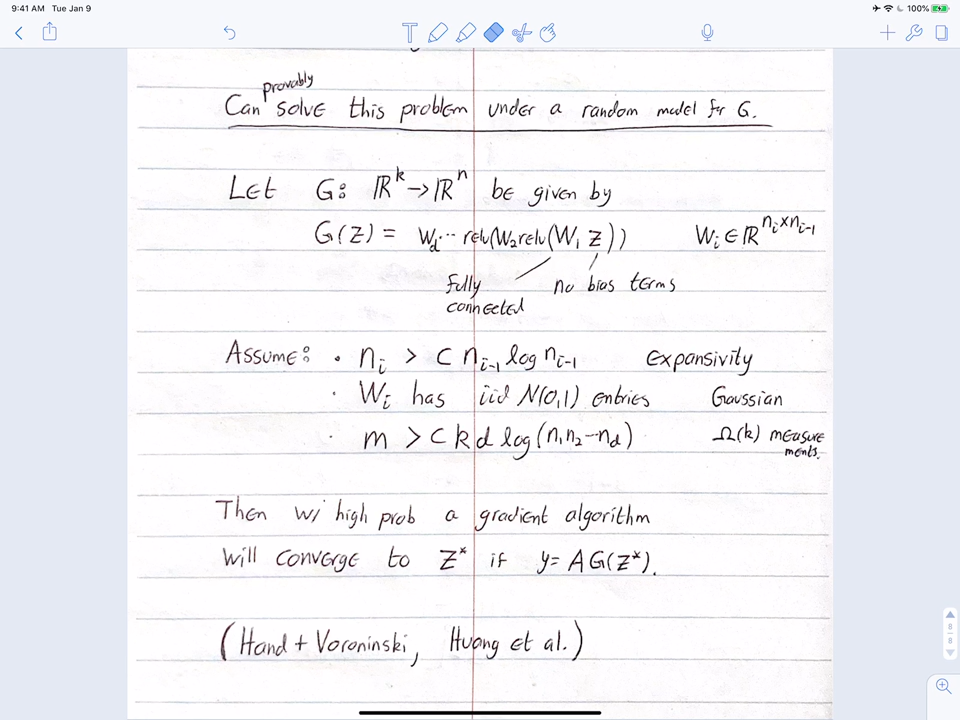 9:41 AM Tue Jan 9
100%
Can provably solve this problem under a random model for G.
Let G: ℝ^k → ℝ^n be given by
G(z) = W_d ... relu(W_2 relu(W_1 z)) W_i ∈ ℝ^{n_i × n_{i-1}}
fully connected
no bias terms
Assume: • n_i > C n_{i-1} log n_{i-1} expansivity
• W_i has iid N(0,1) entries Gaussian
• m > C k d log(n_1 n_2 ... n_d) Ω(k) measurements.
Then w/ high prob a gradient algorithm
will converge to z* if y = A G(z*).
(Hand + Voroninski, Huang et al.)